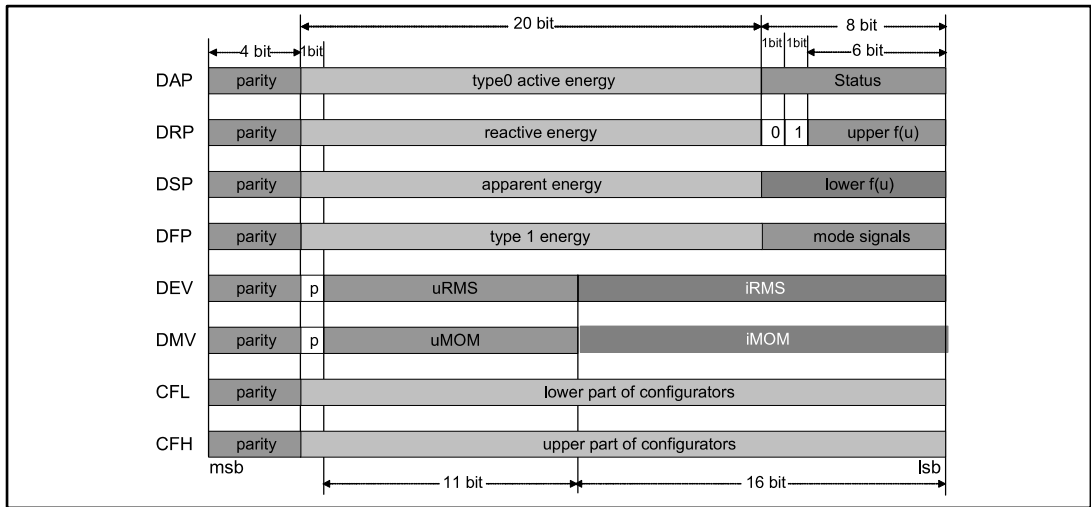 20 bit 8 bit
4 bit 1bit 1bit 1bit 6 bit
DAP parity type0 active energy Status
DRP parity reactive energy 0 1 upper f(u)
DSP parity apparent energy lower f(u)
DFP parity type 1 energy mode signals
DEV parity p uRMS iRMS
DMV parity p uMOM iMOM
CFL parity lower part of configurators
CFH parity upper part of configurators
msb lsb
11 bit 16 bit